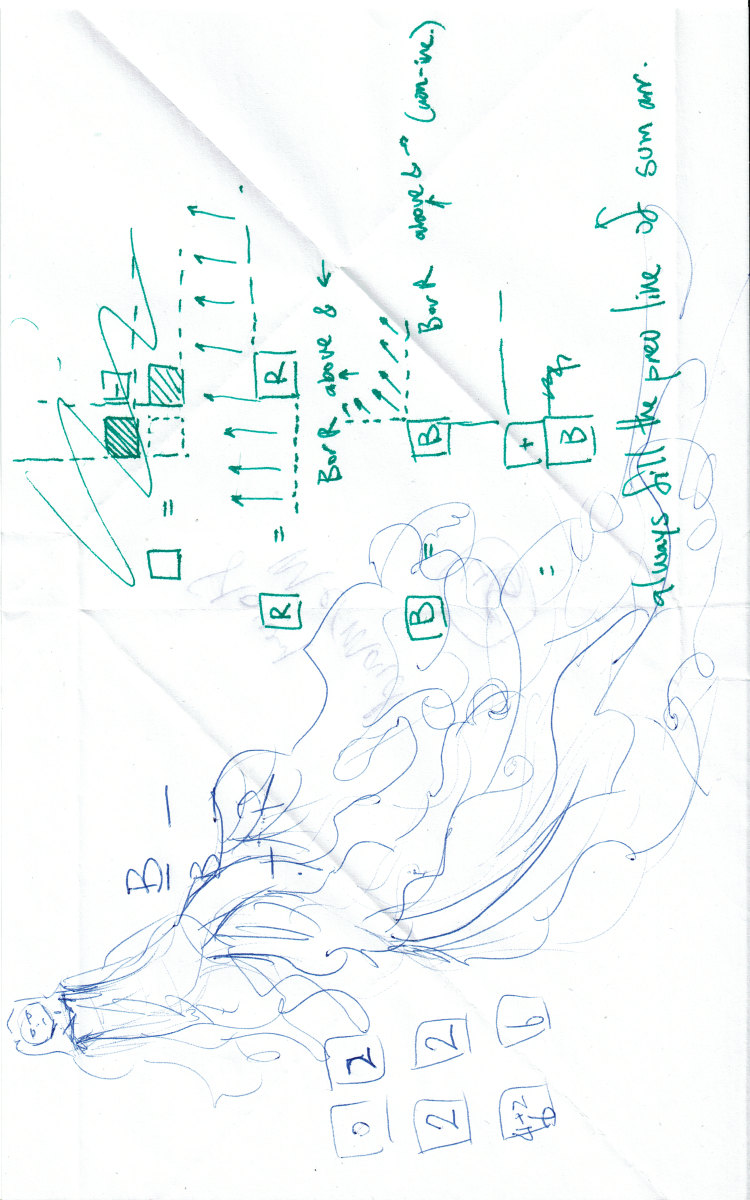 =
R = R
B or R above & ←
B = B
B or R above & → (non-inc.)
= +
B
always fill the prev line of sum arr.
B
B
+
0 2
2 2
4+2 6
6